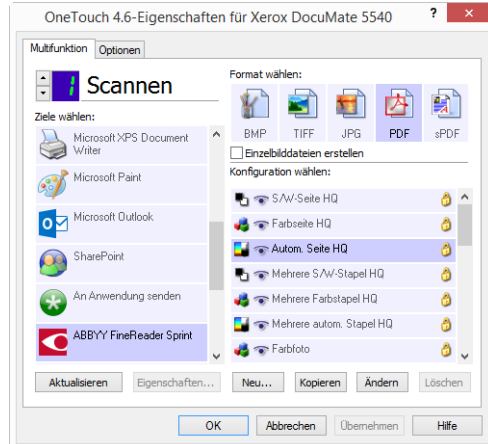 OneTouch 4.6-Eigenschaften für Xerox DocuMate 5540
Multifunktion
Optionen
1 Scannen
Ziele wählen:
Microsoft XPS Document
Writer
Microsoft Paint
Microsoft Outlook
SharePoint
An Anwendung senden
ABBYY FineReader Sprint
Aktualisieren
Eigenschaften...
Format wählen:
BMP
TIFF
JPG
PDF
sPDF
Einzelbilddateien erstellen
Konfiguration wählen:
S/W-Seite HQ
Farbseite HQ
Autom. Seite HQ
Mehrere S/W-Stapel HQ
Mehrere Farbstapel HQ
Mehrere autom. Stapel HQ
Farbfoto
Neu...
Kopieren
Ändern
Löschen
OK
Abbrechen
Übernehmen
Hilfe